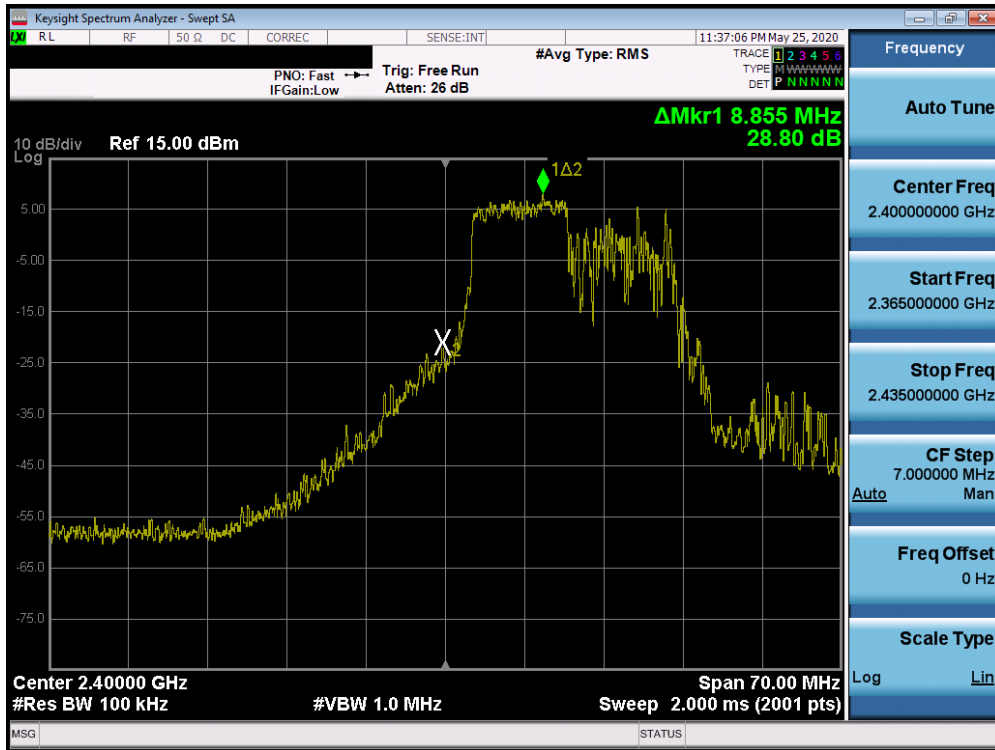 Keysight Spectrum Analyzer - Swept SA
LXI RL RF 50 Ω DC CORREC SENSE:INT 11:37:06 PM May 25, 2020
#Avg Type: RMS
TRACE 1 2 3 4 5 6
PNO: Fast Trig: Free Run
TYPE M W W W W W
IFGain:Low Atten: 26 dB
DET P N N N N N
ΔMkr1 8.855 MHz
28.80 dB
10 dB/div Ref 15.00 dBm
Log
1Δ2
5.00
-5.00
-15.0
X2
-25.0
-35.0
-45.0
-55.0
-65.0
-75.0
Center 2.40000 GHz Span 70.00 MHz
#Res BW 100 kHz #VBW 1.0 MHz Sweep 2.000 ms (2001 pts)
MSG STATUS
Frequency
Auto Tune
Center Freq
2.400000000 GHz
Start Freq
2.365000000 GHz
Stop Freq
2.435000000 GHz
CF Step
7.000000 MHz
Auto Man
Freq Offset
0 Hz
Scale Type
Log Lin